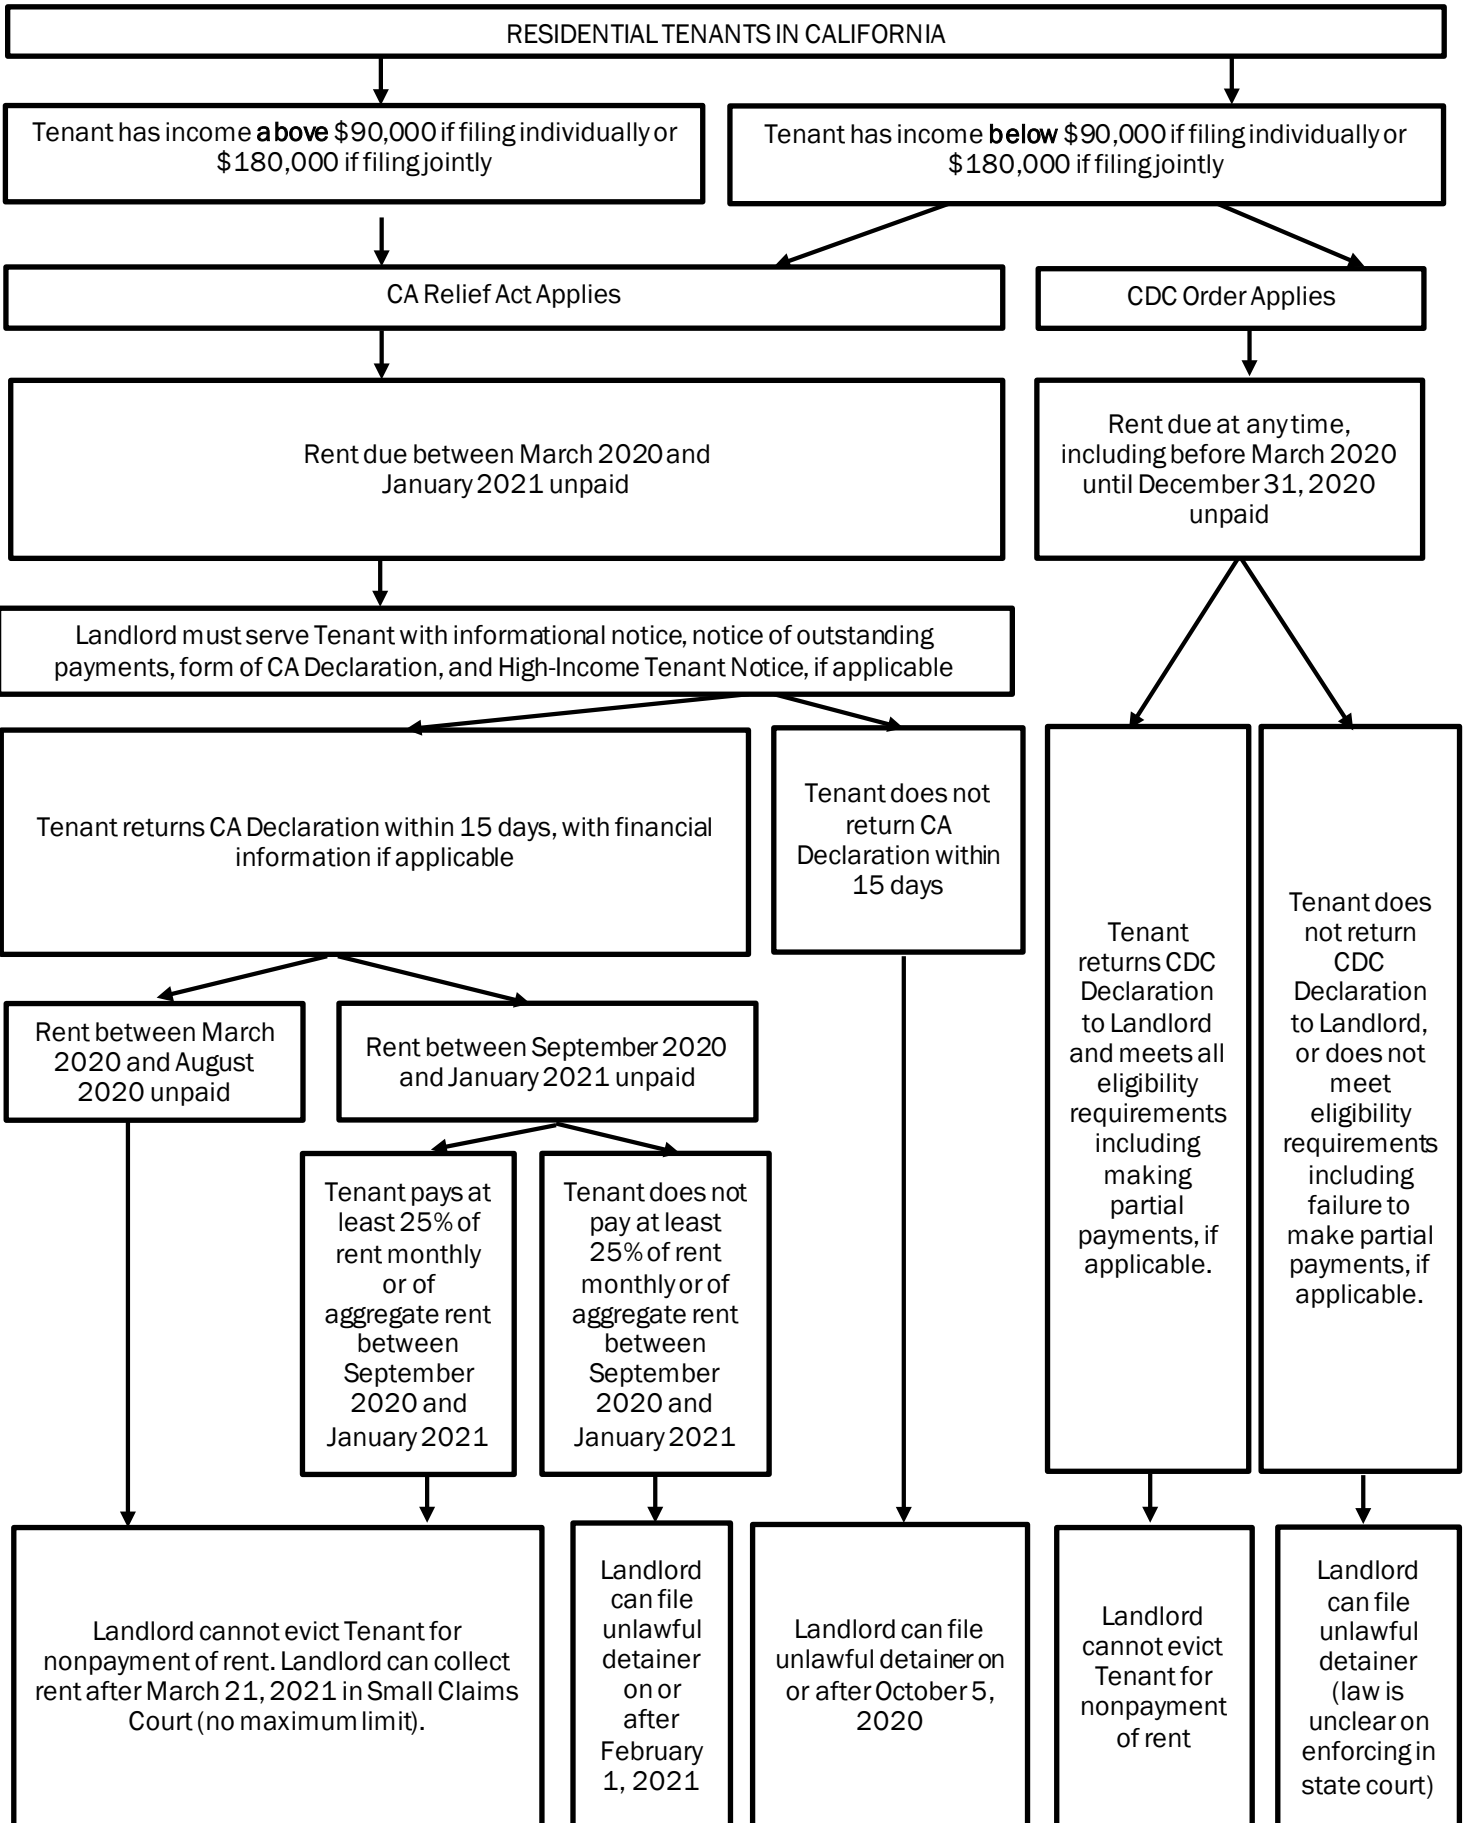 RESIDENTIAL TENANTS IN CALIFORNIA
Tenant has income above $90,000 if filing individually or
$180,000 if filing jointly
Tenant has income below $90,000 if filing individually or
$180,000 if filing jointly
CA Relief Act Applies
CDC Order Applies
Rent due between March 2020 and
January 2021 unpaid
Rent due at any time,
including before March 2020
until December 31, 2020
unpaid
Landlord must serve Tenant with informational notice, notice of outstanding
payments, form of CA Declaration, and High-Income Tenant Notice, if applicable
Tenant returns CA Declaration within 15 days, with financial
information if applicable
Tenant does not
return CA
Declaration within
15 days
Tenant
returns CDC
Declaration
to Landlord
and meets all
eligibility
requirements
including
making
partial
payments, if
applicable.
Tenant does
not return
CDC
Declaration
to Landlord,
or does not
meet
eligibility
requirements
including
failure to
make partial
payments, if
applicable.
Rent between March
2020 and August
2020 unpaid
Rent between September 2020
and January 2021 unpaid
Tenant pays at
least 25% of
rent monthly
or of
aggregate rent
between
September
2020 and
January 2021
Tenant does not
pay at least
25% of rent
monthly or of
aggregate rent
between
September
2020 and
January 2021
Landlord cannot evict Tenant for
nonpayment of rent. Landlord can collect
rent after March 21, 2021 in Small Claims
Court (no maximum limit).
Landlord
can file
unlawful
detainer
on or
after
February
1, 2021
Landlord can file
unlawful detainer on
or after October 5,
2020
Landlord
cannot evict
Tenant for
nonpayment
of rent
Landlord
can file
unlawful
detainer
(law is
unclear on
enforcing in
state court)